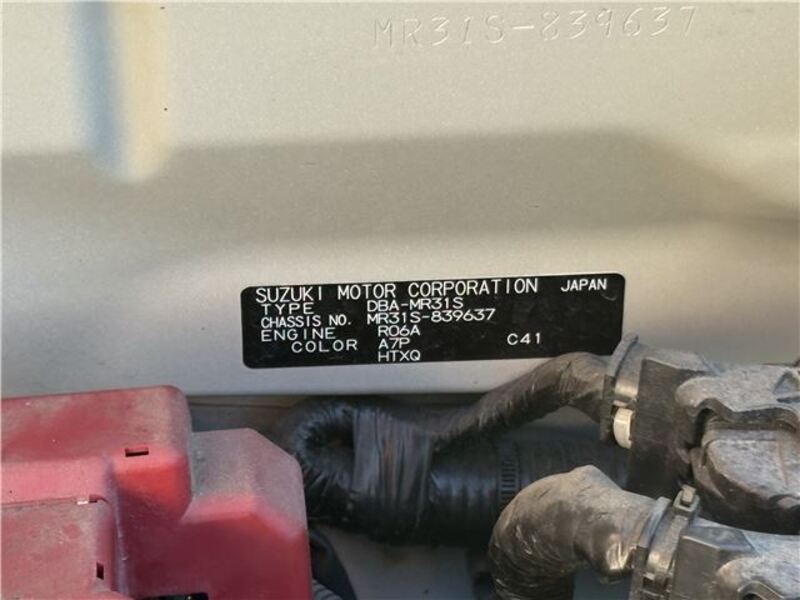 MR31S-839637
SUZUKI MOTOR CORPORATION JAPAN
TYPE DBA-MR31S
CHASSIS NO. MR31S-839637
ENGINE R06A
COLOR A7P C41
HTXQ